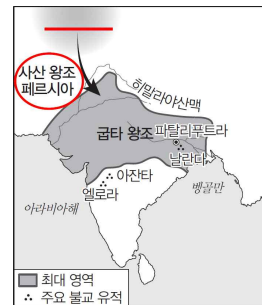 사산 왕조
페르시아
히말라야산맥
굽타 왕조
파탈리푸트라
날란다
아잔타
엘로라
아라비아해
벵골만
최대 영역
주요 불교 유적